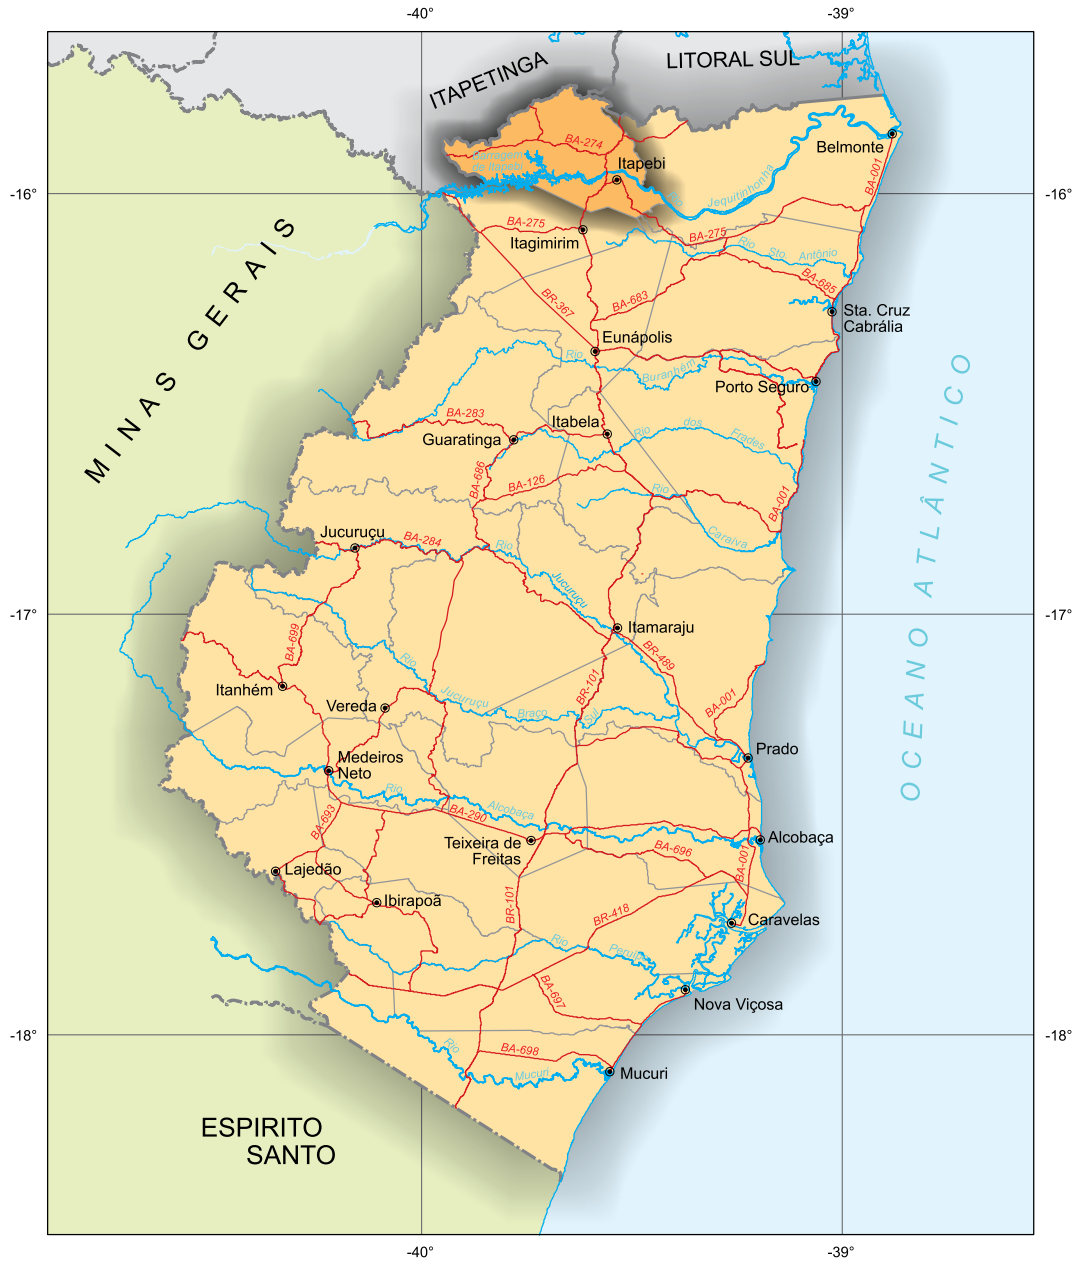 -40°
-39°
ITAPETINGA
LITORAL SUL
BA-274
Barragem
de Itapebi
Itapebi
Belmonte
BA-001
-16°
-16°
Rio
Jequitinhonha
BA-275
Itagimirim
BA-275
Rio
Sto.
Antônio
BA-685
MINAS GERAIS
BR-367
BA-683
Sta. Cruz
Cabrália
Eunápolis
Rio
Buranhém
Porto Seguro
OCEANO ATLÂNTICO
BA-283
Guaratinga
Itabela
Rio
dos
Frades
BA-686
BA-126
Rio
BA-001
Caraíva
Jucuruçu
BA-284
Rio
Jucuruçu
-17°
-17°
Itamaraju
BA-699
BR-489
Rio
Itanhém
BR-101
BA-001
Jucuruçu
Braço
Sul
Vereda
Prado
Medeiros
Neto
Rio
Alcobaça
BA-693
BA-290
Teixeira de
Freitas
Alcobaça
BA-696
BA-001
Lajedão
Ibirapoã
BR-101
BR-418
Caravelas
Rio
Peruípe
BA-697
Nova Viçosa
-18°
-18°
Rio
BA-698
Mucuri
Mucuri
ESPIRITO
SANTO
-40°
-39°